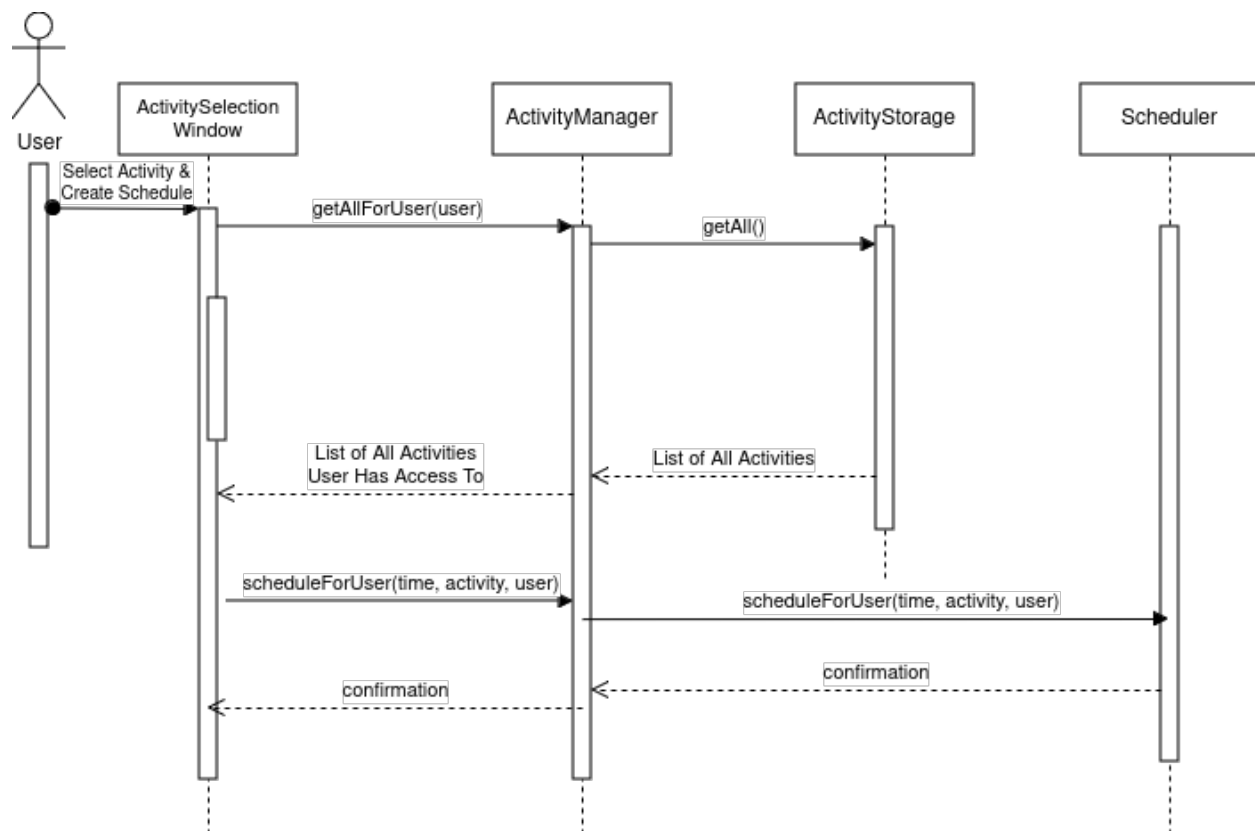 User
ActivitySelection
Window
ActivityManager
ActivityStorage
Scheduler
Select Activity &
Create Schedule
getAllForUser(user)
getAll()
List of All Activities
User Has Access To
List of All Activities
scheduleForUser(time, activity, user)
scheduleForUser(time, activity, user)
confirmation
confirmation